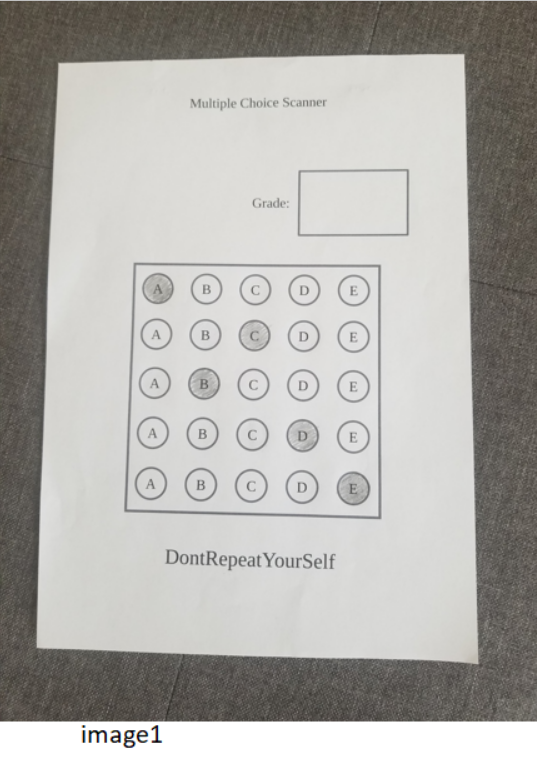 Multiple Choice Scanner
Grade:
A B C D E
A B C D E
A B C D E
A B C D E
A B C D E
DontRepeatYourSelf
image1